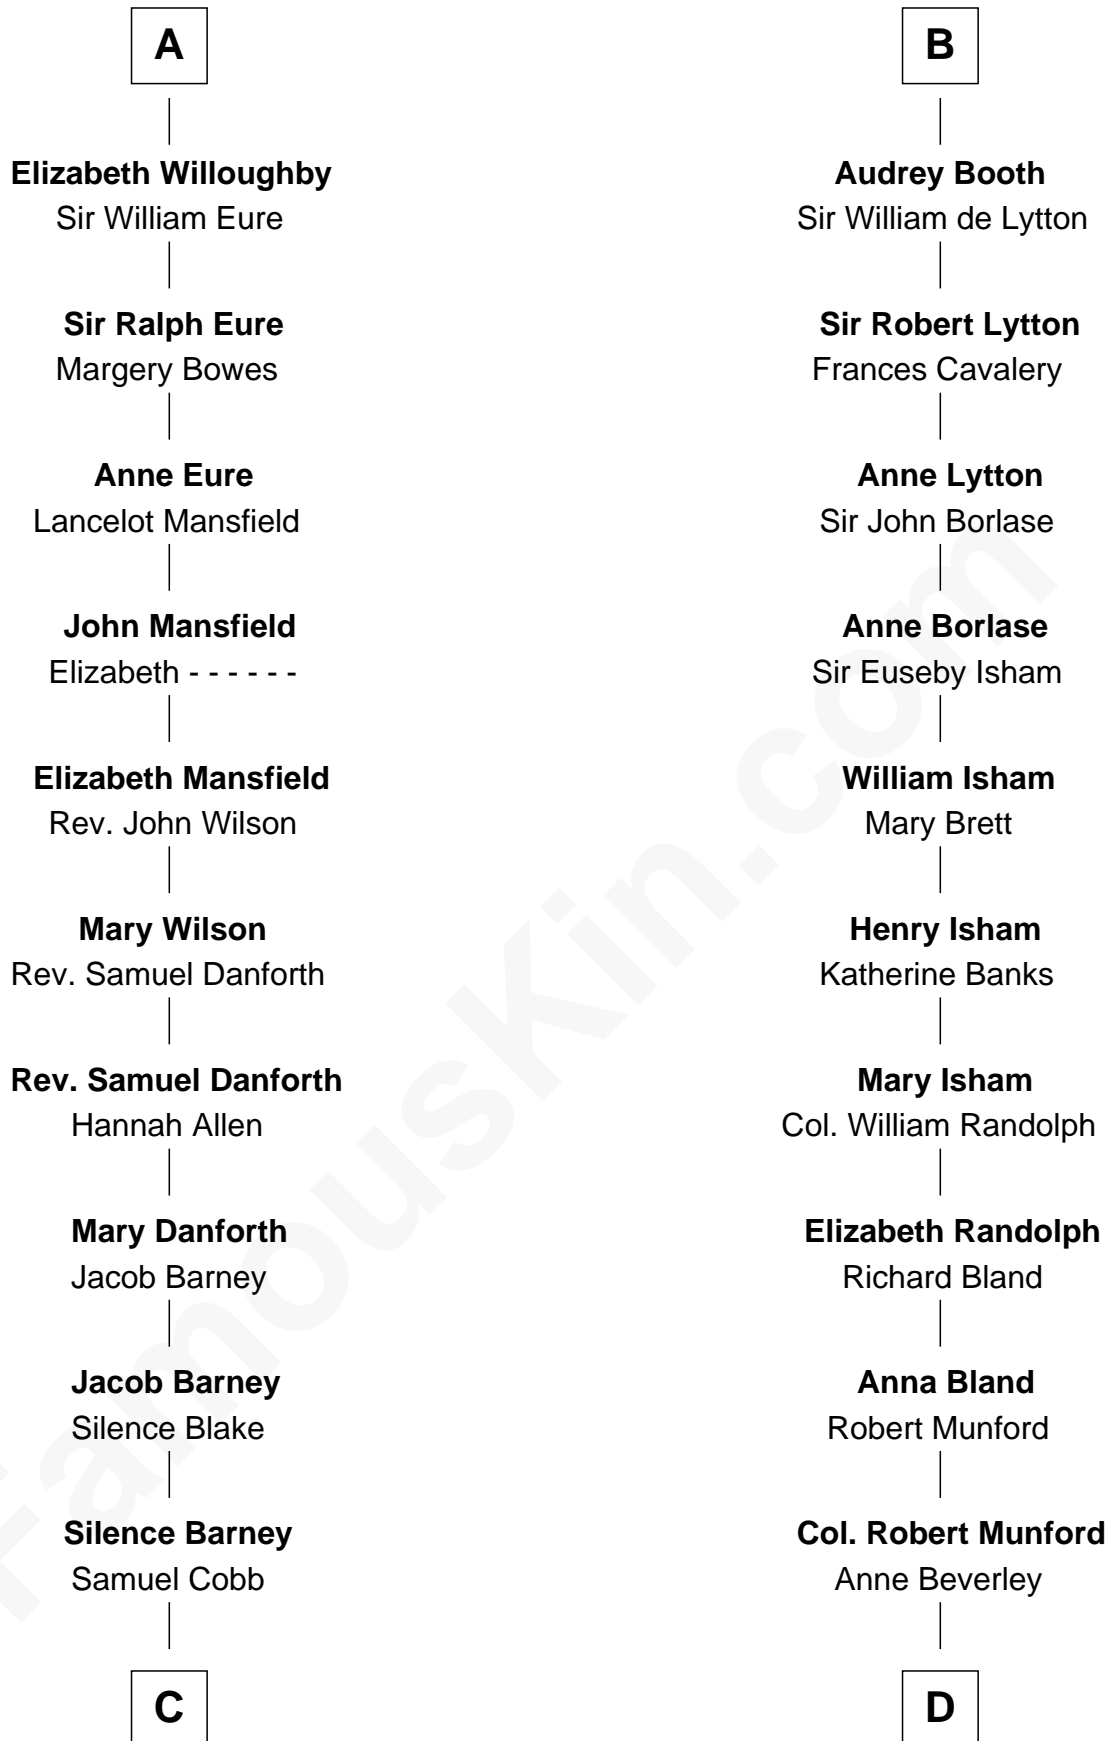 A
Elizabeth Willoughby
Sir William Eure
Sir Ralph Eure
Margery Bowes
Anne Eure
Lancelot Mansfield
John Mansfield
Elizabeth - - - - - -
Elizabeth Mansfield
Rev. John Wilson
Mary Wilson
Rev. Samuel Danforth
Rev. Samuel Danforth
Hannah Allen
Mary Danforth
Jacob Barney
Jacob Barney
Silence Blake
Silence Barney
Samuel Cobb
C
B
Audrey Booth
Sir William de Lytton
Sir Robert Lytton
Frances Cavalery
Anne Lytton
Sir John Borlase
Anne Borlase
Sir Euseby Isham
William Isham
Mary Brett
Henry Isham
Katherine Banks
Mary Isham
Col. William Randolph
Elizabeth Randolph
Richard Bland
Anna Bland
Robert Munford
Col. Robert Munford
Anne Beverley
D
FamousKin.com